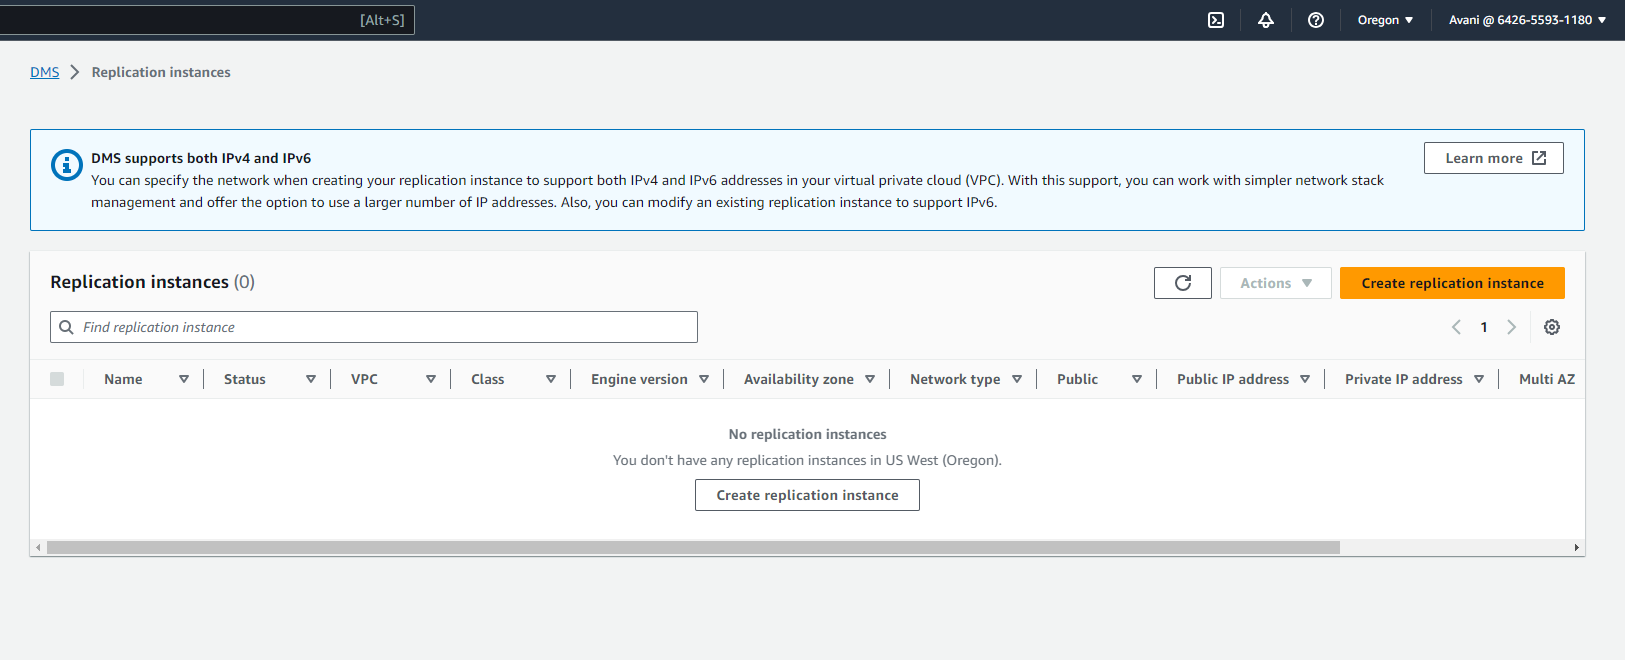 [Alt+S]
Oregon
Avani @ 6426-5593-1180
DMS
Replication instances
DMS supports both IPv4 and IPv6
Learn more
You can specify the network when creating your replication instance to support both IPv4 and IPv6 addresses in your virtual private cloud (VPC). With this support, you can work with simpler network stack
management and offer the option to use a larger number of IP addresses. Also, you can modify an existing replication instance to support IPv6.
Replication instances (0)
Actions
Create replication instance
Find replication instance
1
Name
Status
VPC
Class
Engine version
Availability zone
Network type
Public
Public IP address
Private IP address
Multi AZ
No replication instances
You don't have any replication instances in US West (Oregon).
Create replication instance